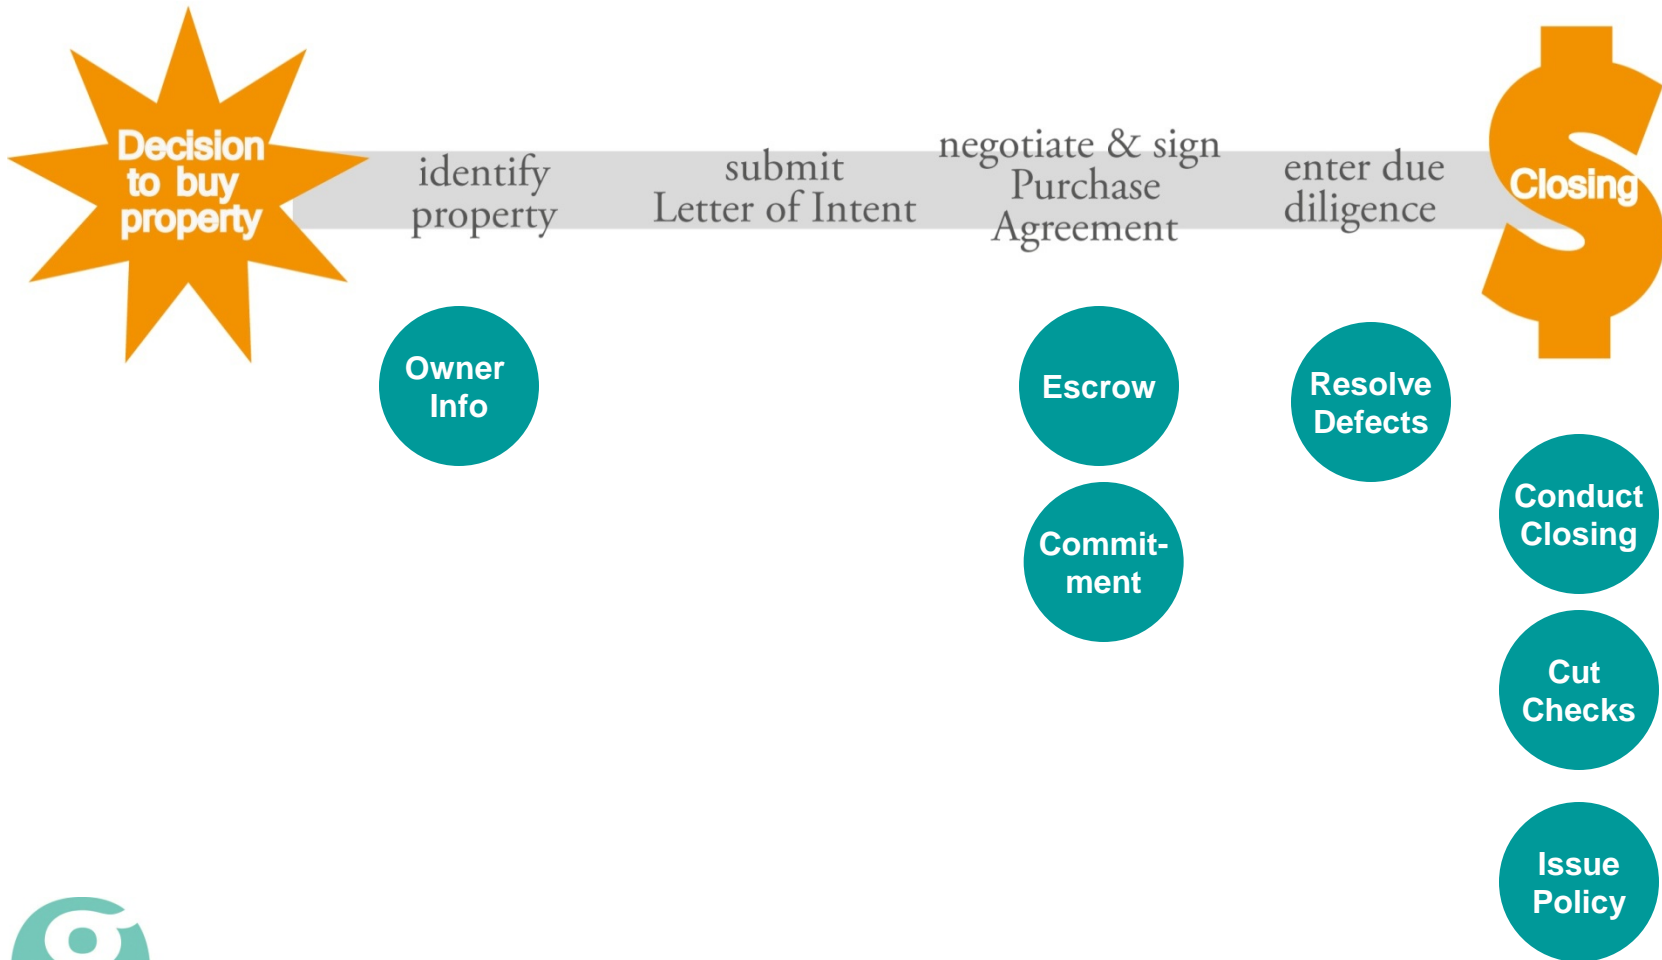 Decision
to buy
property
identify
property
submit
Letter of Intent
negotiate & sign
Purchase
Agreement
enter due
diligence
Closing
Owner
Info
Escrow
Commit-
ment
Resolve
Defects
Conduct
Closing
Cut
Checks
Issue
Policy